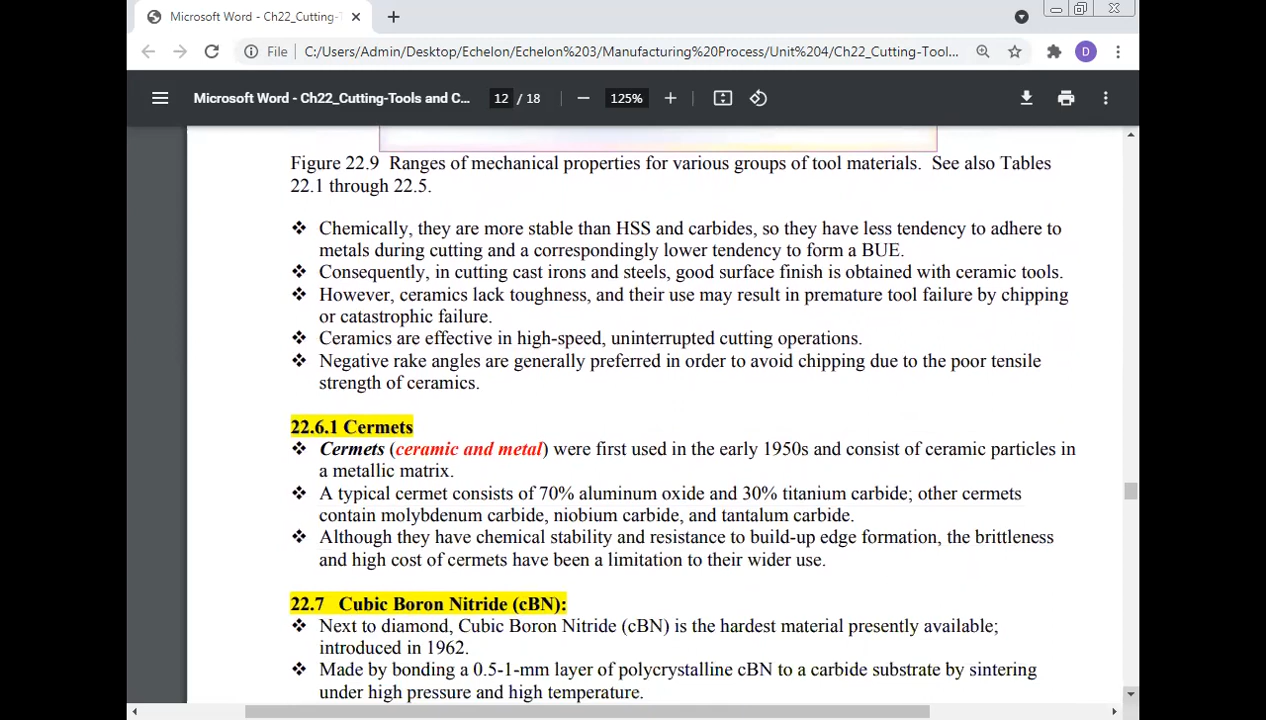 Microsoft Word - Ch22_Cutting-T
File
C:/Users/Admin/Desktop/Echelon/Echelon%203/Manufacturing%20Process/Unit%204/Ch22_Cutting-Tool...
D
Microsoft Word - Ch22_Cutting-Tools and C...
12 / 18
125%
Figure 22.9 Ranges of mechanical properties for various groups of tool materials. See also Tables
22.1 through 22.5.
❖ Chemically, they are more stable than HSS and carbides, so they have less tendency to adhere to
metals during cutting and a correspondingly lower tendency to form a BUE.
❖ Consequently, in cutting cast irons and steels, good surface finish is obtained with ceramic tools.
❖ However, ceramics lack toughness, and their use may result in premature tool failure by chipping
or catastrophic failure.
❖ Ceramics are effective in high-speed, uninterrupted cutting operations.
❖ Negative rake angles are generally preferred in order to avoid chipping due to the poor tensile
strength of ceramics.
22.6.1 Cermets
❖ Cermets (ceramic and metal) were first used in the early 1950s and consist of ceramic particles in
a metallic matrix.
❖ A typical cermet consists of 70% aluminum oxide and 30% titanium carbide; other cermets
contain molybdenum carbide, niobium carbide, and tantalum carbide.
❖ Although they have chemical stability and resistance to build-up edge formation, the brittleness
and high cost of cermets have been a limitation to their wider use.
22.7 Cubic Boron Nitride (cBN):
❖ Next to diamond, Cubic Boron Nitride (cBN) is the hardest material presently available;
introduced in 1962.
❖ Made by bonding a 0.5-1-mm layer of polycrystalline cBN to a carbide substrate by sintering
under high pressure and high temperature.